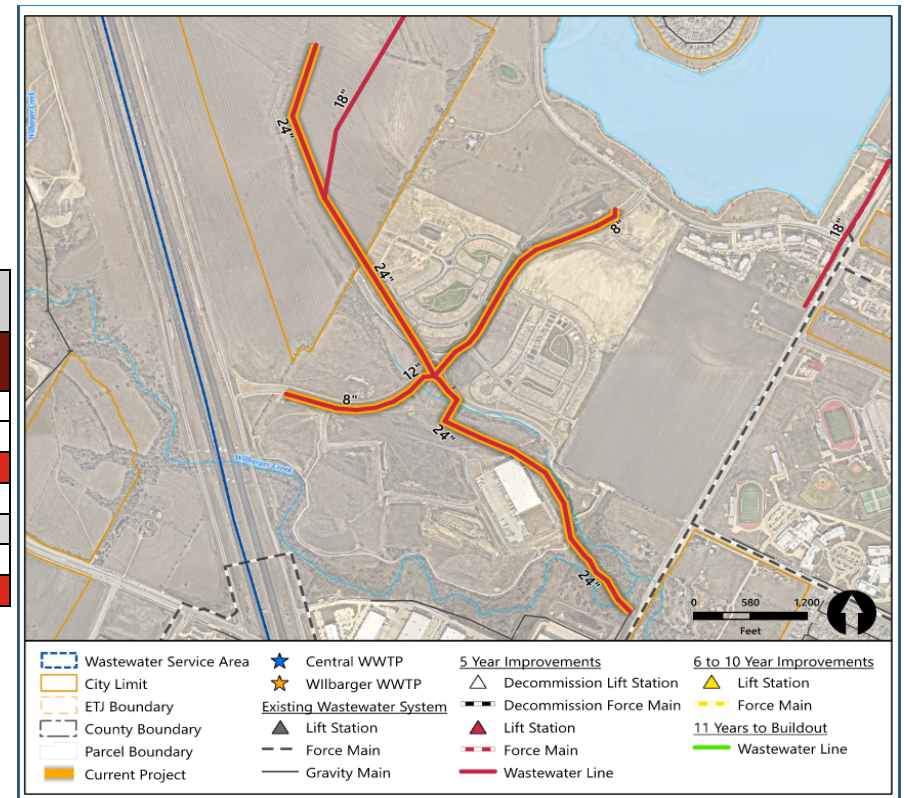 18"
24"
24"
8"
18"
12"
8"
24"
24"
Wilbarger Creek
Wilbarger Creek
0 580 1,200
Feet
Wastewater Service Area
City Limit
ETJ Boundary
County Boundary
Parcel Boundary
Current Project
Central WWTP
WIlbarger WWTP
Existing Wastewater System
Lift Station
Force Main
Gravity Main
5 Year Improvements
Decommission Lift Station
Decommission Force Main
Lift Station
Force Main
Wastewater Line
6 to 10 Year Improvements
Lift Station
Force Main
11 Years to Buildout
Wastewater Line